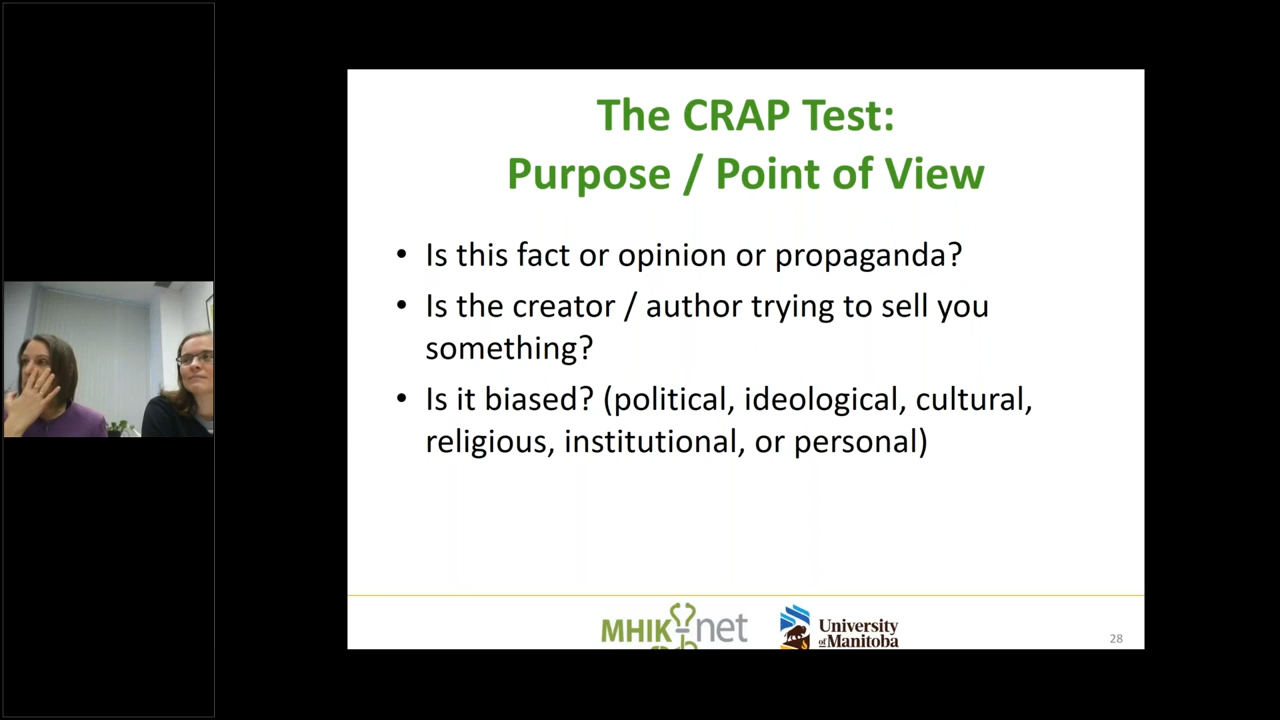 The CRAP Test:
Purpose / Point of View
• Is this fact or opinion or propaganda?
• Is the creator / author trying to sell you
something?
• Is it biased? (political, ideological, cultural,
religious, institutional, or personal)
MHIK-net
University
of Manitoba
28